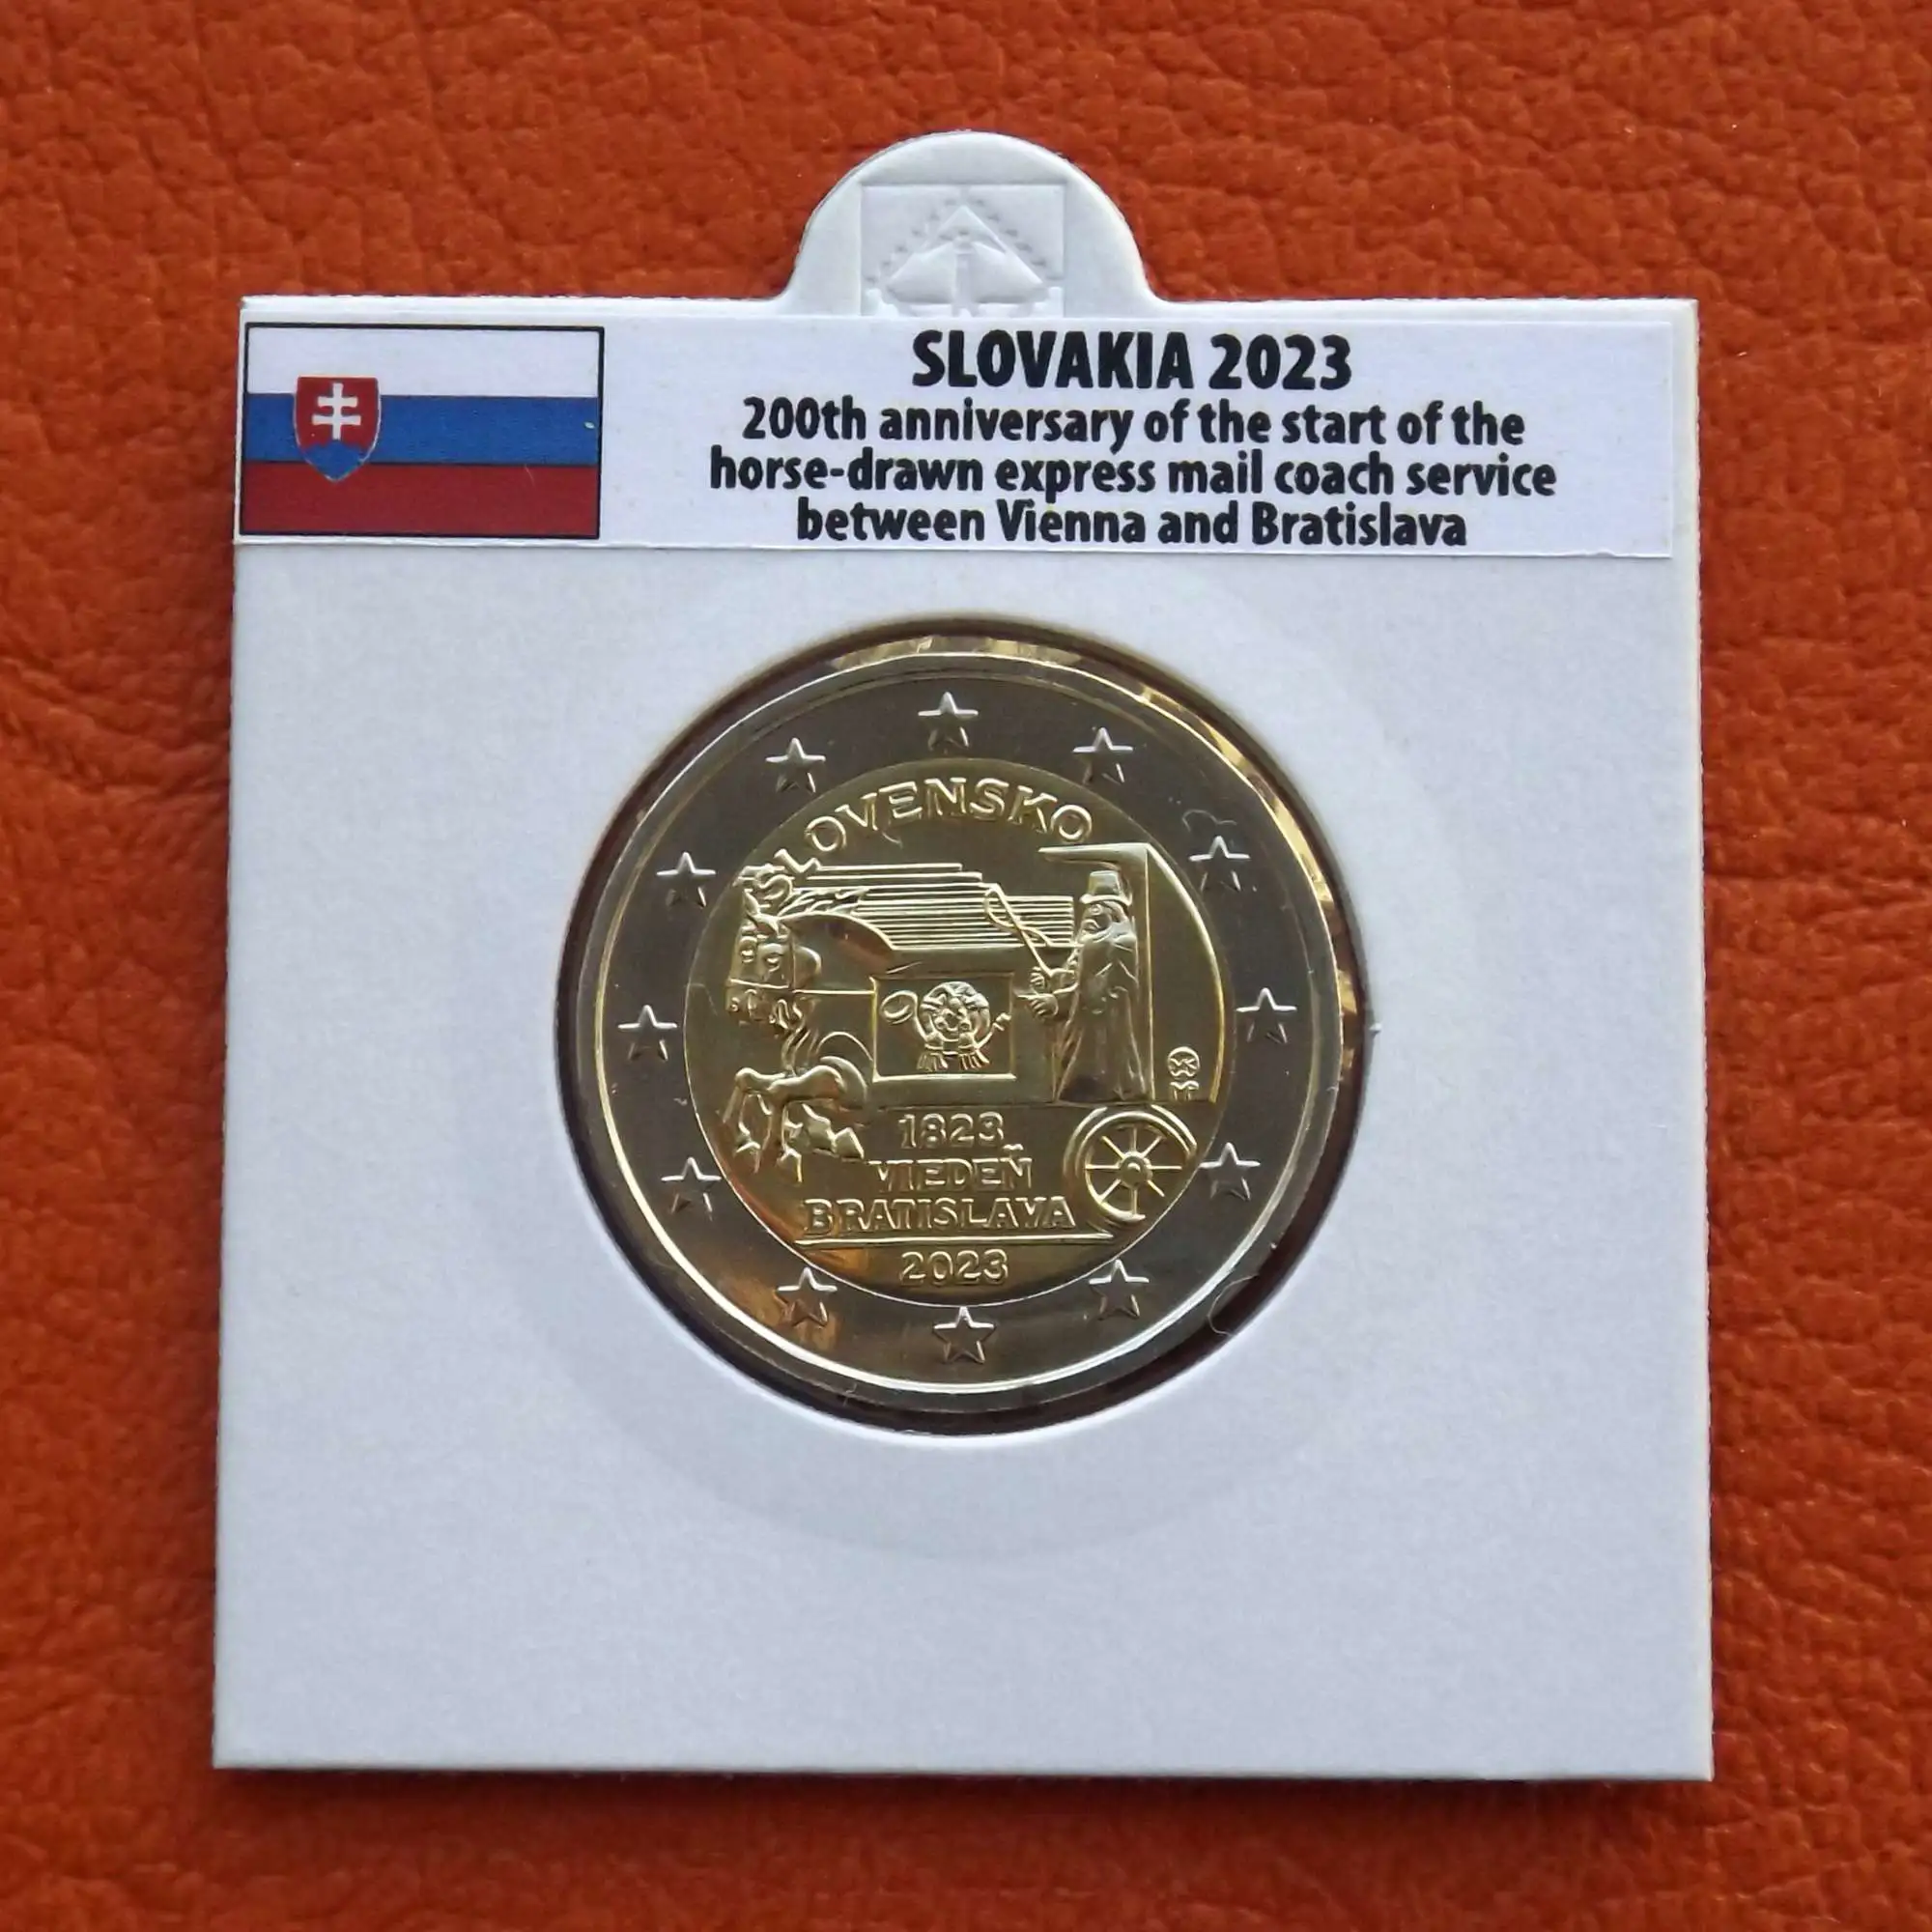 SLOVAKIA 2023
200th anniversary of the start of the
horse-drawn express mail coach service
between Vienna and Bratislava
SLOVENSKO
1823
VIEDEŇ
BRATISLAVA
2023